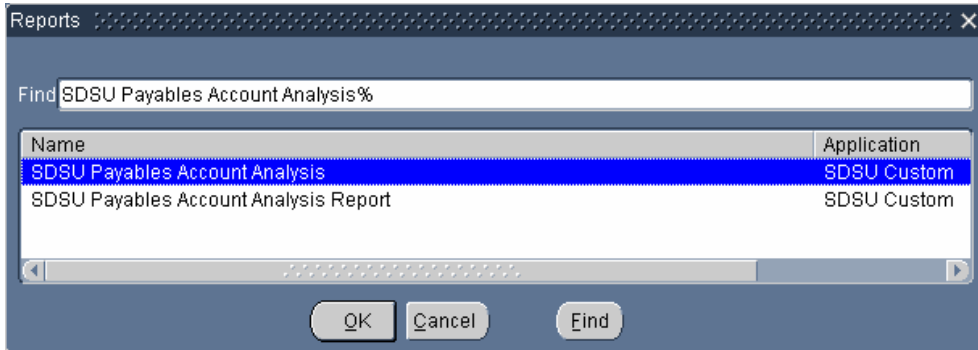 Reports
Find SDSU Payables Account Analysis%
Name Application
SDSU Payables Account Analysis SDSU Custom
SDSU Payables Account Analysis Report SDSU Custom
OK Cancel Find